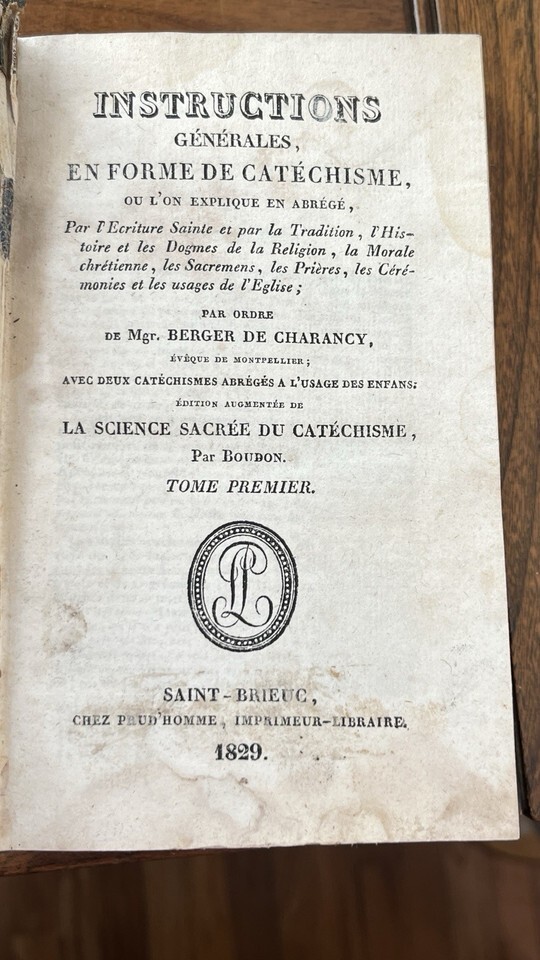 INSTRUCTIONS
GÉNÉRALES,
EN FORME DE CATÉCHISME,
OU L'ON EXPLIQUE EN ABRÉGÉ,
Par l'Ecriture Sainte et par la Tradition, l'His-
toire et les Dogmes de la Religion, la Morale
chrétienne, les Sacremens, les Prières, les Céré-
monies et les usages de l'Eglise;
PAR ORDRE
DE Mgr. BERGER DE CHARANCY,
ÉVÊQUE DE MONTPELLIER;
AVEC DEUX CATÉCHISMES ABRÉGÉS A L'USAGE DES ENFANS:
ÉDITION AUGMENTÉE DE
LA SCIENCE SACRÉE DU CATÉCHISME,
Par BOUDON.
TOME PREMIER.
LP
SAINT-BRIEUC,
CHEZ PRUD'HOMME, IMPRIMEUR-LIBRAIRE.
1829.